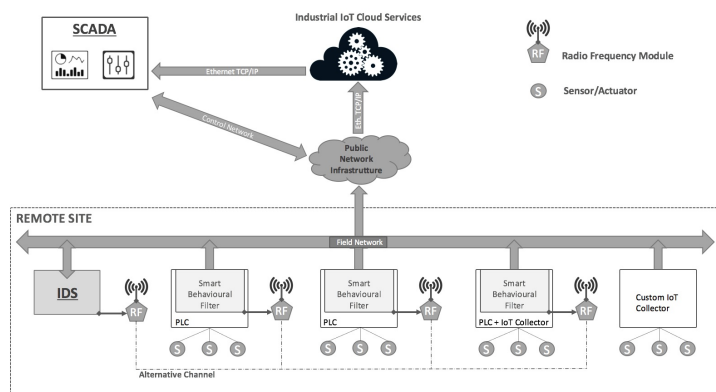 SCADA
Industrial IoT Cloud Services
RF
Radio Frequency Module
S
Sensor/Actuator
Ethernet TCP/IP
Eth. TCP/IP
Control Network
Public
Network
Infrastrutture
REMOTE SITE
Field Network
IDS
RF
Smart
Behavioural
Filter
PLC
RF
Smart
Behavioural
Filter
PLC
RF
Smart
Behavioural
Filter
PLC + IoT Collector
RF
Custom IoT
Collector
S S S
S S S
S S S
S S S
Alternative Channel